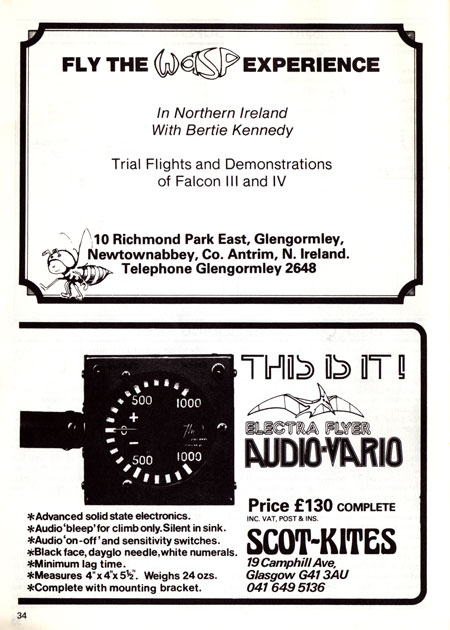 FLY THE WASP EXPERIENCE
In Northern Ireland
With Bertie Kennedy
Trial Flights and Demonstrations
of Falcon III and IV
10 Richmond Park East, Glengormley,
Newtownabbey, Co. Antrim, N. Ireland.
Telephone Glengormley 2648
THIS IS IT!
500 1000
+
0
−
500 1000
ELECTRA FLYER
AUDIO-VARIO
Price £130 COMPLETE
INC. VAT, POST & INS.
SCOT-KITES
19 Camphill Ave,
Glasgow G41 3AU
041 649 5136
*Advanced solid state electronics.
*Audio 'bleep' for climb only. Silent in sink.
*Audio 'on-off' and sensitivity switches.
*Black face, dayglo needle, white numerals.
*Minimum lag time.
*Measures 4"x 4"x 5½". Weighs 24 ozs.
*Complete with mounting bracket.
34